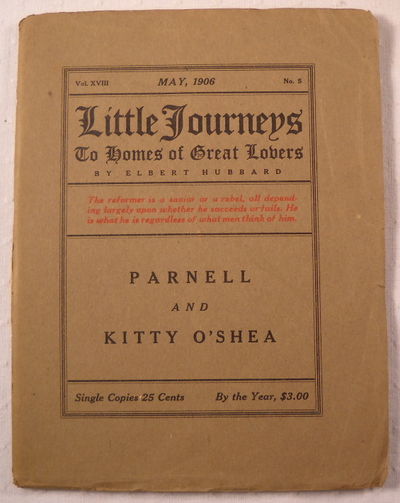 Vol. XVIII MAY, 1906 No. 5
Little Journeys
To Homes of Great Lovers
BY ELBERT HUBBARD
The reformer is a savior or a rebel, all depend-
ing largely upon whether he succeeds or fails. He
is what he is regardless of what men think of him.
PARNELL
AND
KITTY O'SHEA
Single Copies 25 Cents By the Year, $3.00